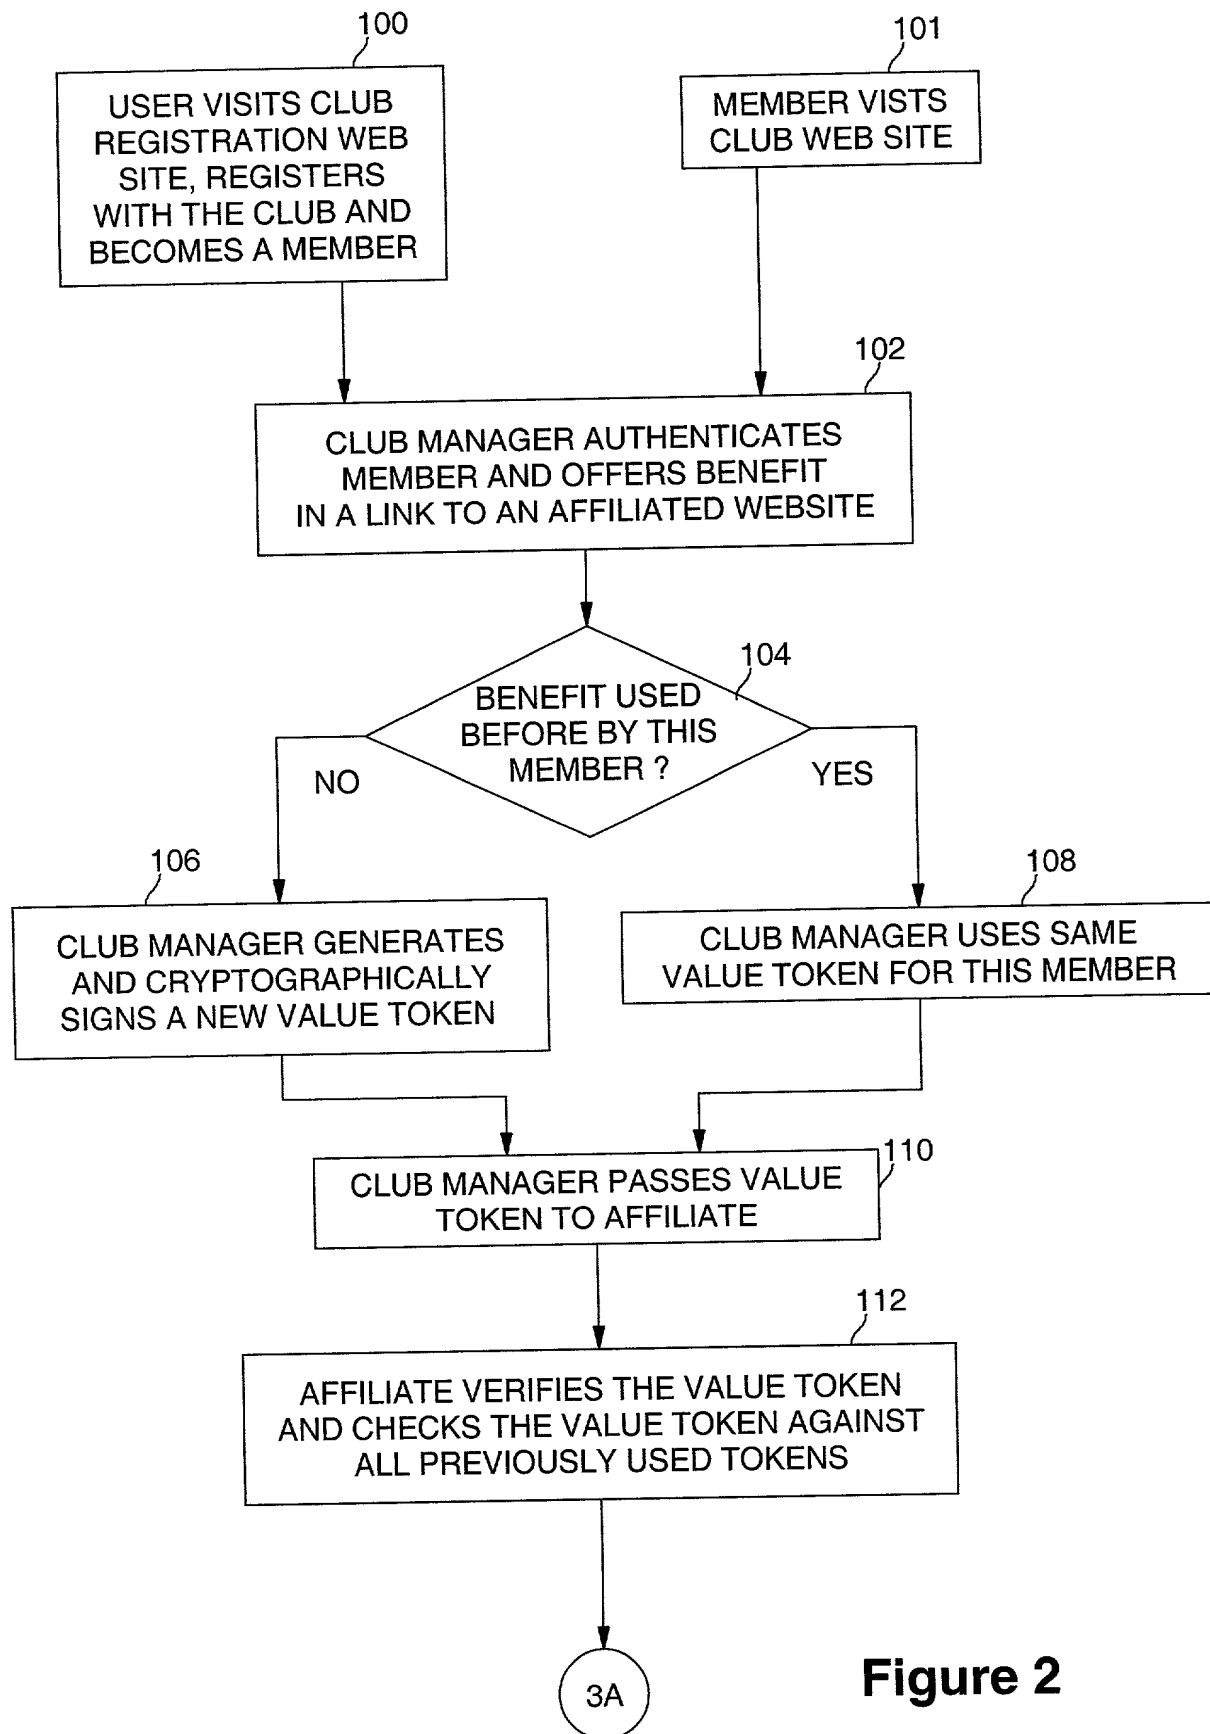 100
USER VISITS CLUB
REGISTRATION WEB
SITE, REGISTERS
WITH THE CLUB AND
BECOMES A MEMBER
101
MEMBER VISTS
CLUB WEB SITE
102
CLUB MANAGER AUTHENTICATES
MEMBER AND OFFERS BENEFIT
IN A LINK TO AN AFFILIATED WEBSITE
104
BENEFIT USED
BEFORE BY THIS
MEMBER ?
NO
YES
106
CLUB MANAGER GENERATES
AND CRYPTOGRAPHICALLY
SIGNS A NEW VALUE TOKEN
108
CLUB MANAGER USES SAME
VALUE TOKEN FOR THIS MEMBER
110
CLUB MANAGER PASSES VALUE
TOKEN TO AFFILIATE
112
AFFILIATE VERIFIES THE VALUE TOKEN
AND CHECKS THE VALUE TOKEN AGAINST
ALL PREVIOUSLY USED TOKENS
3A
Figure 2